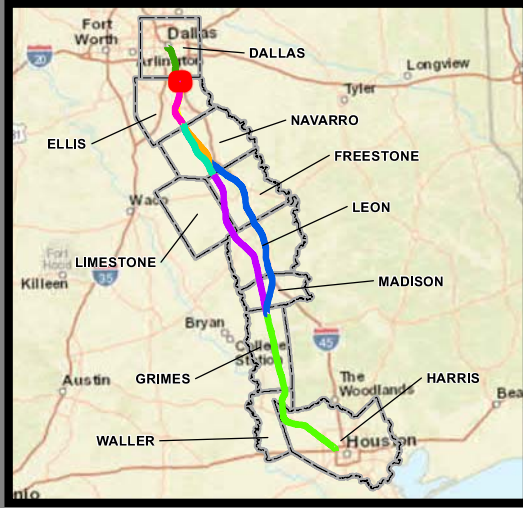 Fort
Worth
Dallas
DALLAS
Arlington
20
Longview
Tyler
NAVARRO
ELLIS
FREESTONE
LEON
Waco
LIMESTONE
Fort
Hood
35
Killeen
MADISON
Bryan
College
Station
45
GRIMES
The
Woodlands
HARRIS
Austin
Bea
WALLER
Houston
nio